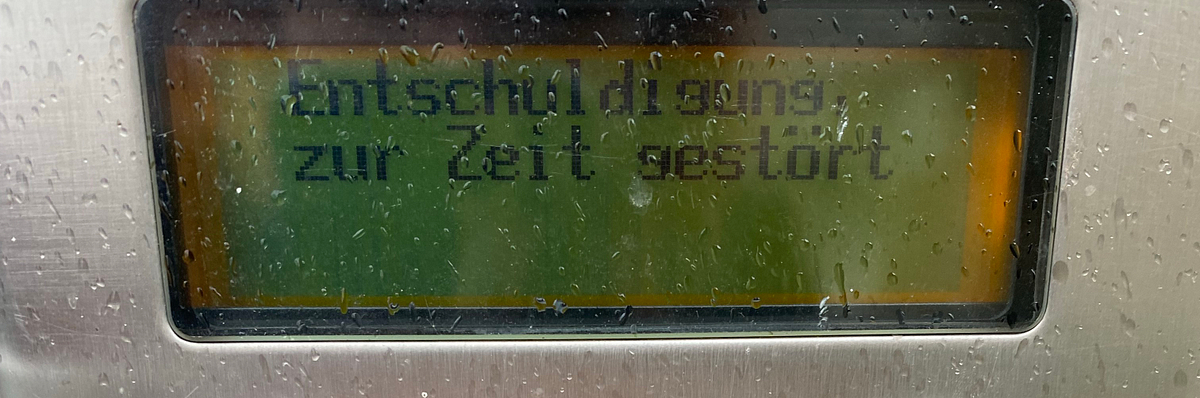 Entschuldigung,
zur Zeit gestört